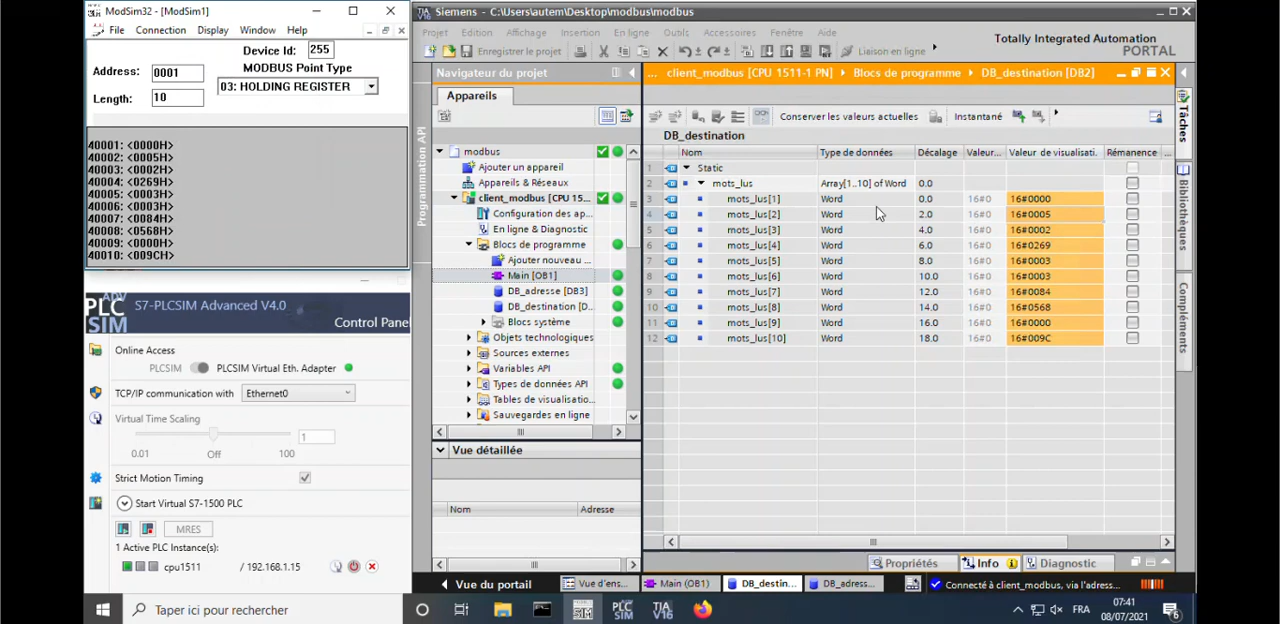 ModSim32 - [ModSim1]
File Connection Display Window Help
Device Id: 255
Address: 0001
MODBUS Point Type
03: HOLDING REGISTER
Length: 10
40001: <0000H>
40002: <0005H>
40003: <0002H>
40004: <0269H>
40005: <0003H>
40006: <0003H>
40007: <0084H>
40008: <0568H>
40009: <0000H>
40010: <009CH>
ADV
PLC
SIM
S7-PLCSIM Advanced V4.0
Control Panel
Online Access
PLCSIM PLCSIM Virtual Eth. Adapter
TCP/IP communication with Ethernet0
Virtual Time Scaling
1
0.01 Off 100
Strict Motion Timing
Start Virtual S7-1500 PLC
MRES
1 Active PLC Instance(s):
cpu1511 / 192.168.1.15
TIA
V16
Siemens - C:\Users\autem\Desktop\modbus\modbus
Projet Edition Affichage Insertion En ligne Outils Accessoires Fenêtre Aide
Enregistrer le projet
Liaison en ligne
Totally Integrated Automation
PORTAL
Navigateur du projet
Appareils
Programmation API
modbus
Ajouter un appareil
Appareils & Réseaux
client_modbus [CPU 15...
Configuration des ap...
En ligne & Diagnostic
Blocs de programme
Ajouter nouveau ...
Main [OB1]
DB_adresse [DB3]
DB_destination [D...
Blocs système
Objets technologiques
Sources externes
Variables API
Types de données API
Tables de visualisatio...
Sauvegardes en ligne
Vue détaillée
Nom Adresse
... client_modbus [CPU 1511-1 PN] Blocs de programme DB_destination [DB2]
Conserver les valeurs actuelles Instantané
DB_destination
Nom Type de données Décalage Valeur... Valeur de visualisati. Rémanence ...
1 Static
2 mots_lus Array[1..10] of Word 0.0
3 mots_lus[1] Word 0.0 16#0 16#0000
4 mots_lus[2] Word 2.0 16#0 16#0005
5 mots_lus[3] Word 4.0 16#0 16#0002
6 mots_lus[4] Word 6.0 16#0 16#0269
7 mots_lus[5] Word 8.0 16#0 16#0003
8 mots_lus[6] Word 10.0 16#0 16#0003
9 mots_lus[7] Word 12.0 16#0 16#0084
10 mots_lus[8] Word 14.0 16#0 16#0568
11 mots_lus[9] Word 16.0 16#0 16#0000
12 mots_lus[10] Word 18.0 16#0 16#009C
Tâches
Bibliothèques
Compléments
Propriétés Info Diagnostic
Vue du portail Vue d'ens... Main (OB1) DB_destin... DB_adress... Connecté à client_modbus, via l'adress...
Taper ici pour rechercher
SIM
PLC
SIM
TIA
V16
FRA
07:41
08/07/2021
6